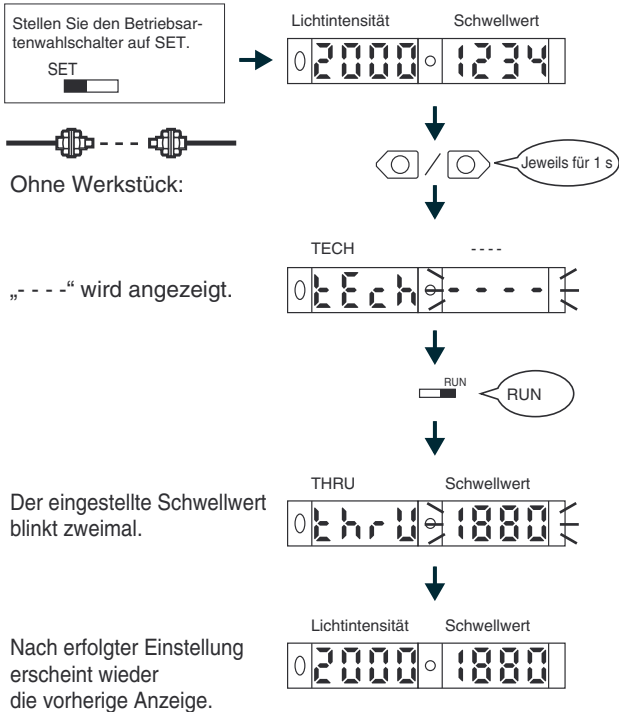 Stellen Sie den Betriebsar-
tenwahlschalter auf SET.
SET
Lichtintensität Schwellwert
2000 1234
Jeweils für 1 s
Ohne Werkstück:
TECH - - - -
tEch - - - -
„- - - -“ wird angezeigt.
RUN
RUN
THRU Schwellwert
thrU 1880
Der eingestellte Schwellwert
blinkt zweimal.
Lichtintensität Schwellwert
2000 1880
Nach erfolgter Einstellung
erscheint wieder
die vorherige Anzeige.